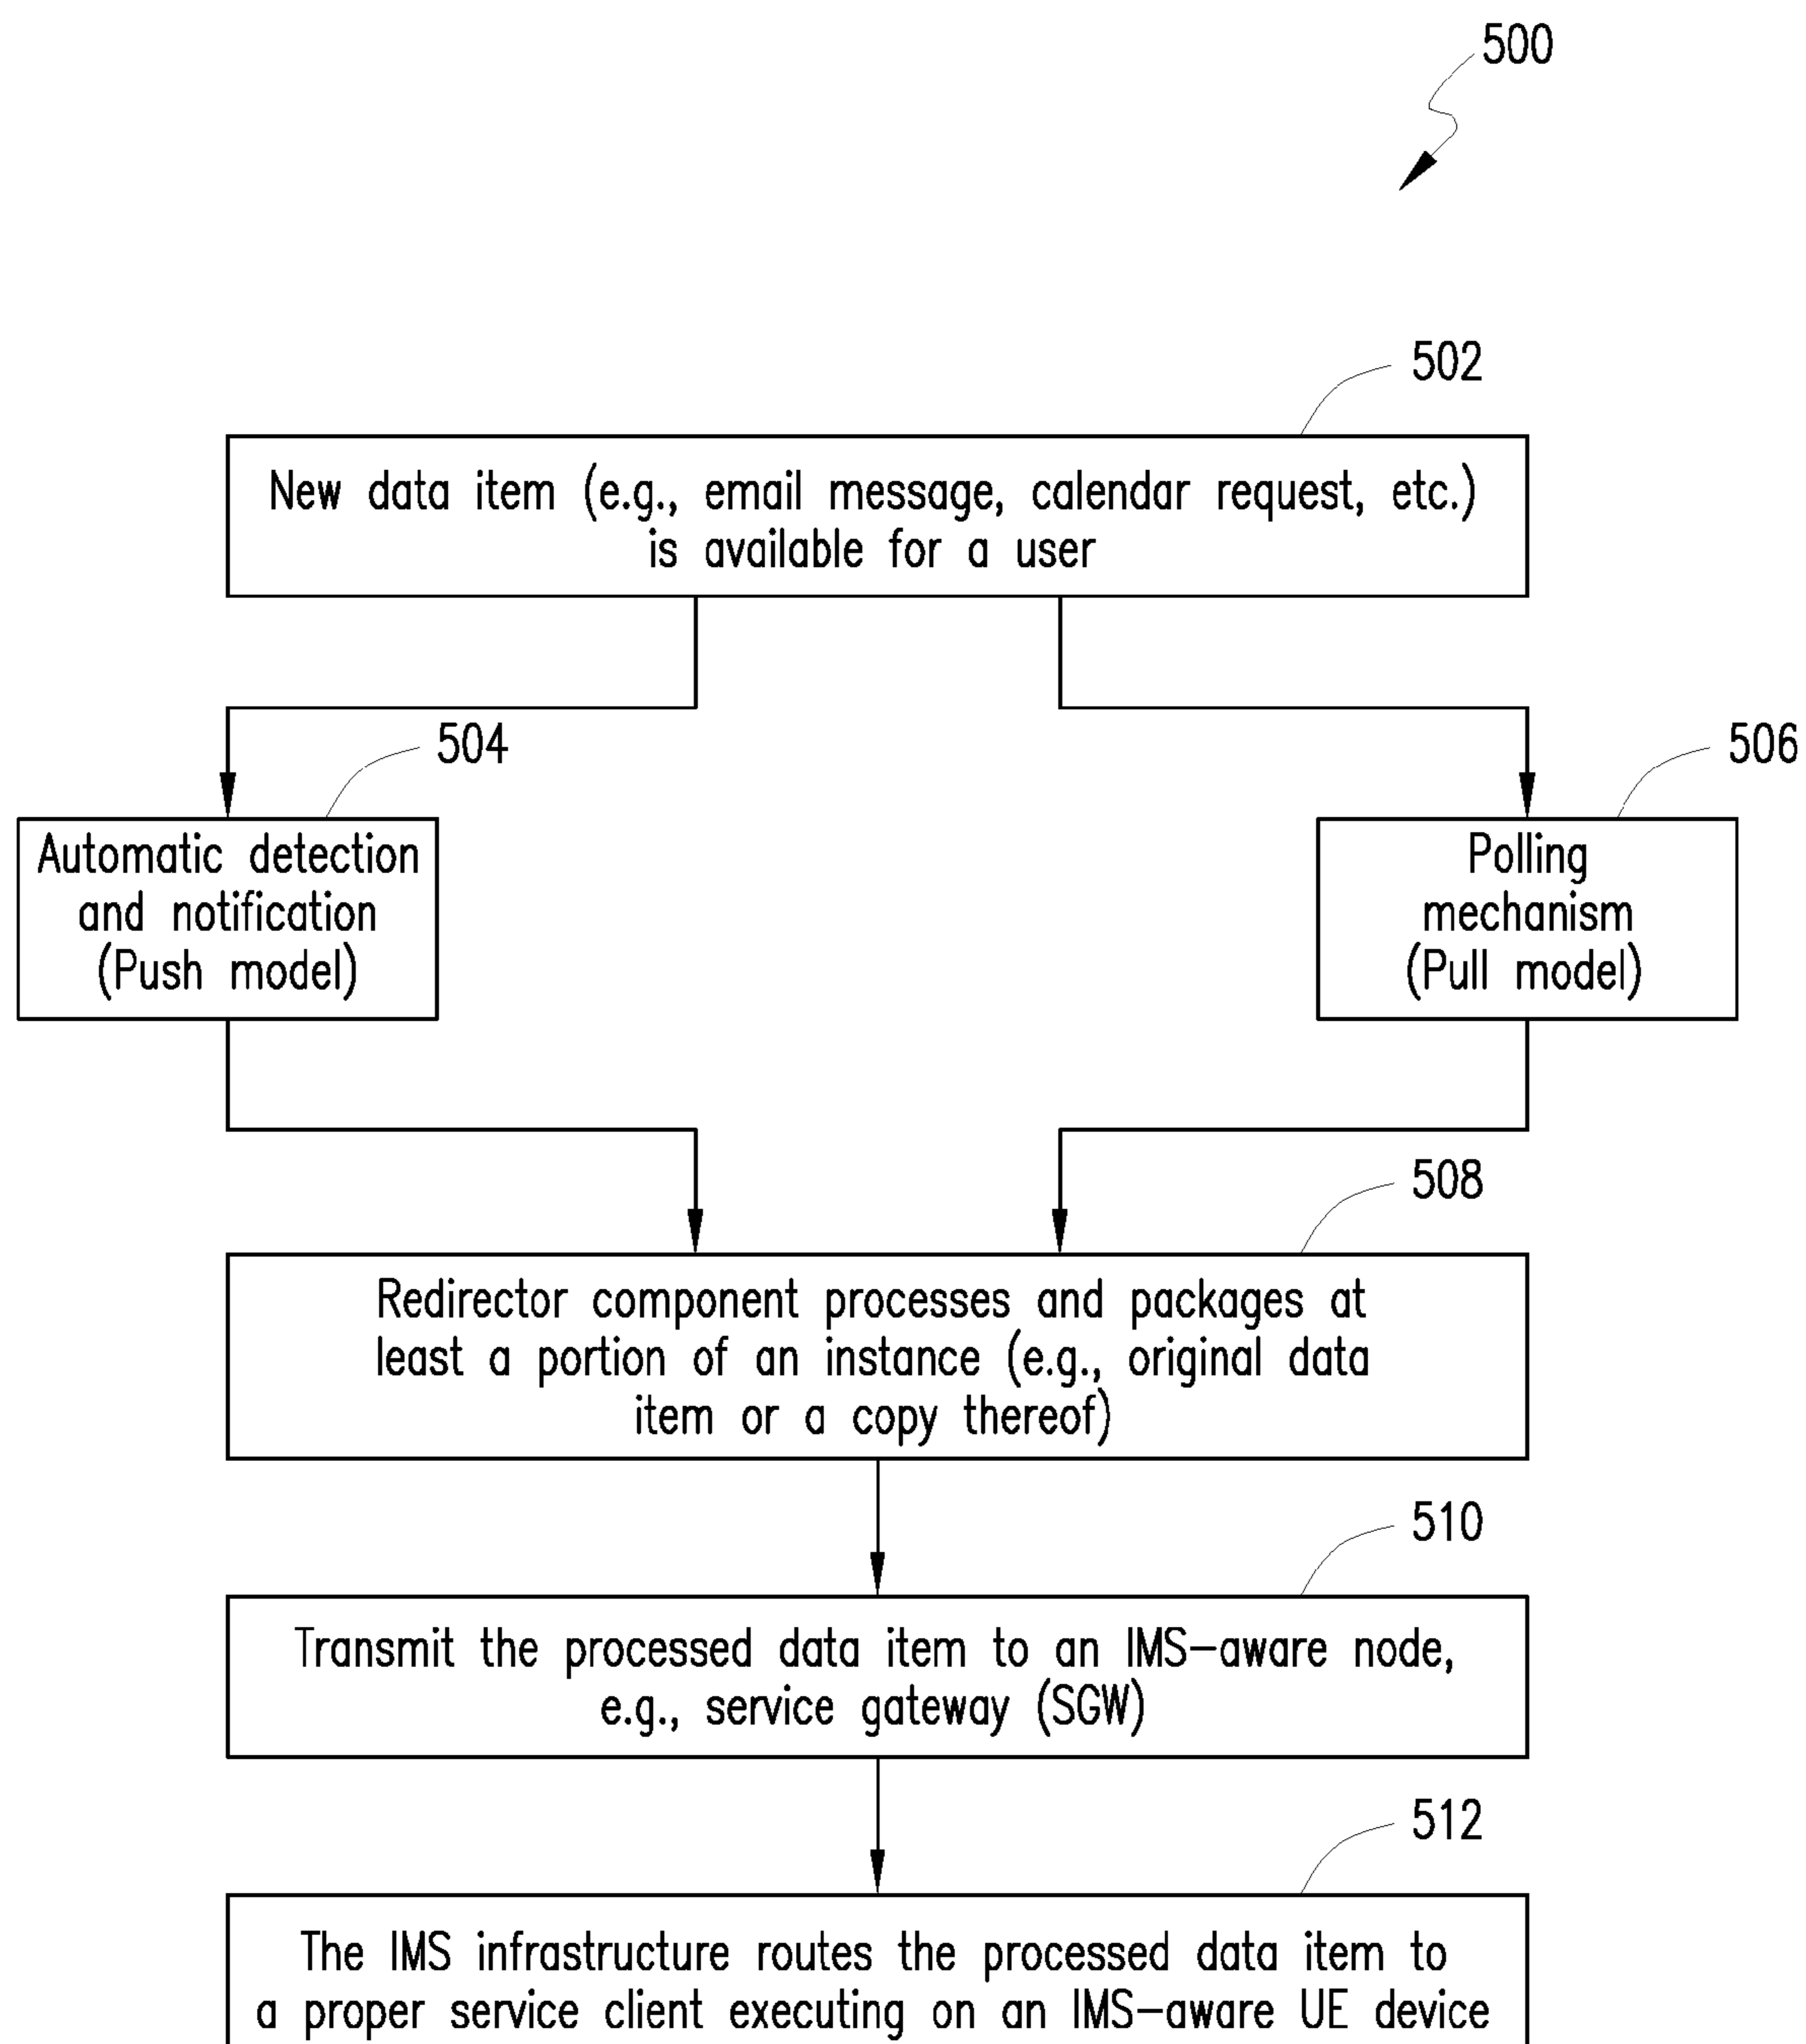 500
502
New data item (e.g., email message, calendar request, etc.)
is available for a user
504
Automatic detection
and notification
(Push model)
506
Polling
mechanism
(Pull model)
508
Redirector component processes and packages at
least a portion of an instance (e.g., original data
item or a copy thereof)
510
Transmit the processed data item to an IMS-aware node,
e.g., service gateway (SGW)
512
The IMS infrastructure routes the processed data item to
a proper service client executing on an IMS-aware UE device